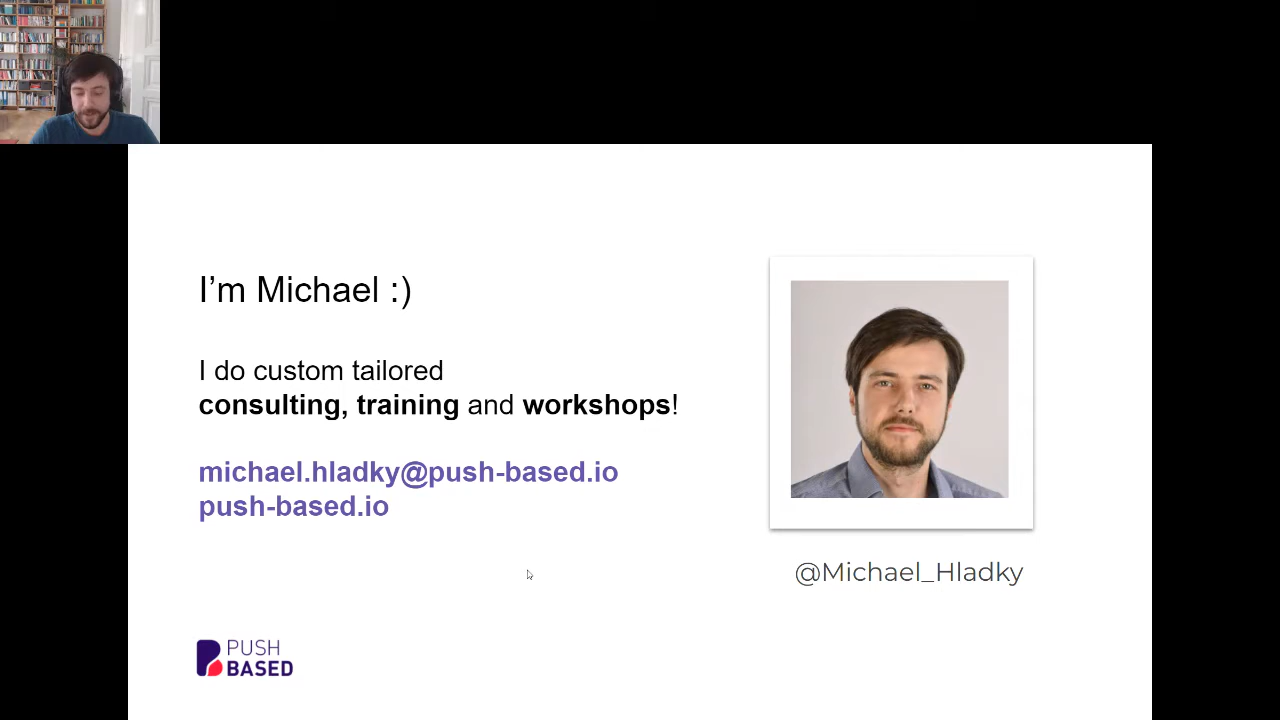 I’m Michael :)
I do custom tailored
consulting, training and workshops!
michael.hladky@push-based.io
push-based.io
@Michael_Hladky
PUSH
BASED